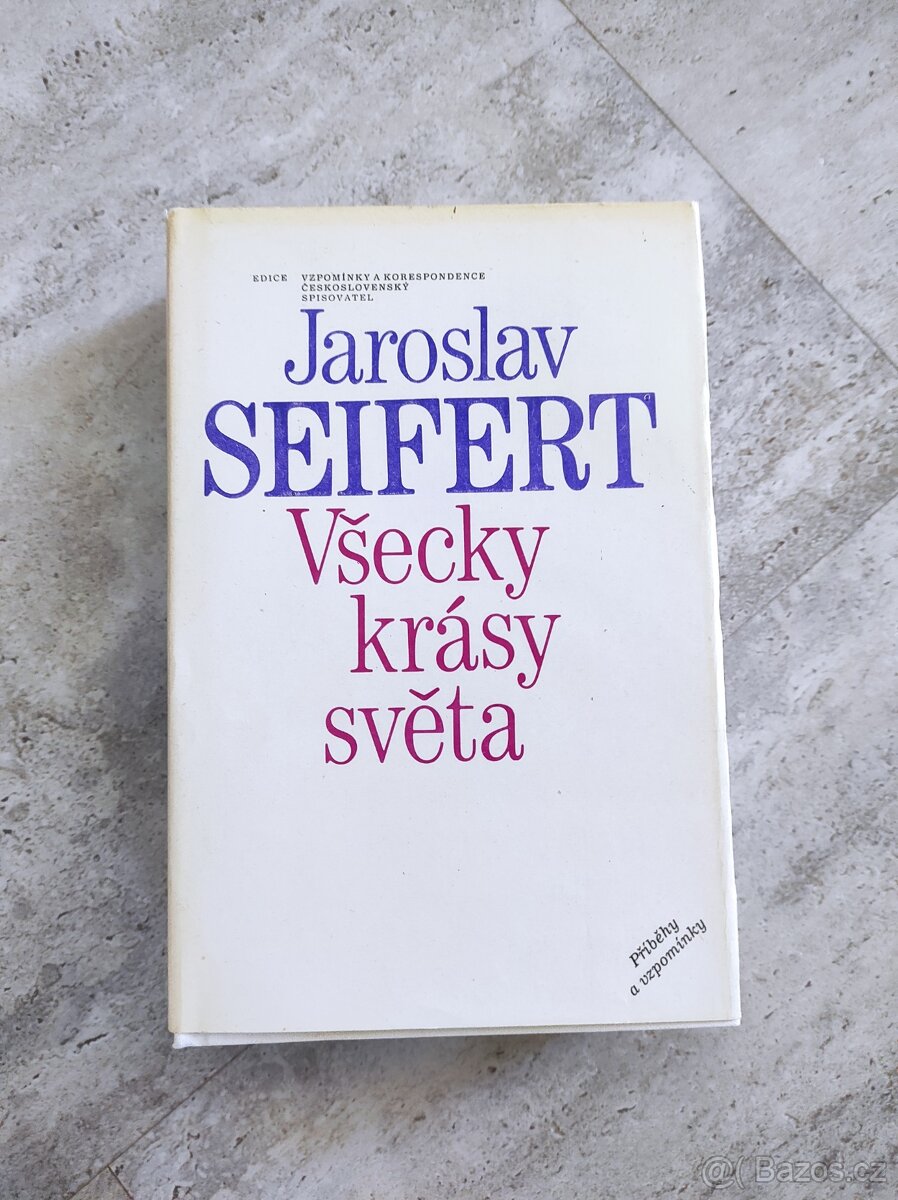 EDICE VZPOMÍNKY A KORESPONDENCE
ČESKOSLOVENSKÝ
SPISOVATEL
Jaroslav
SEIFERT
Všecky
krásy
světa
Příběhy
a vzpomínky
@( Bazos.cz